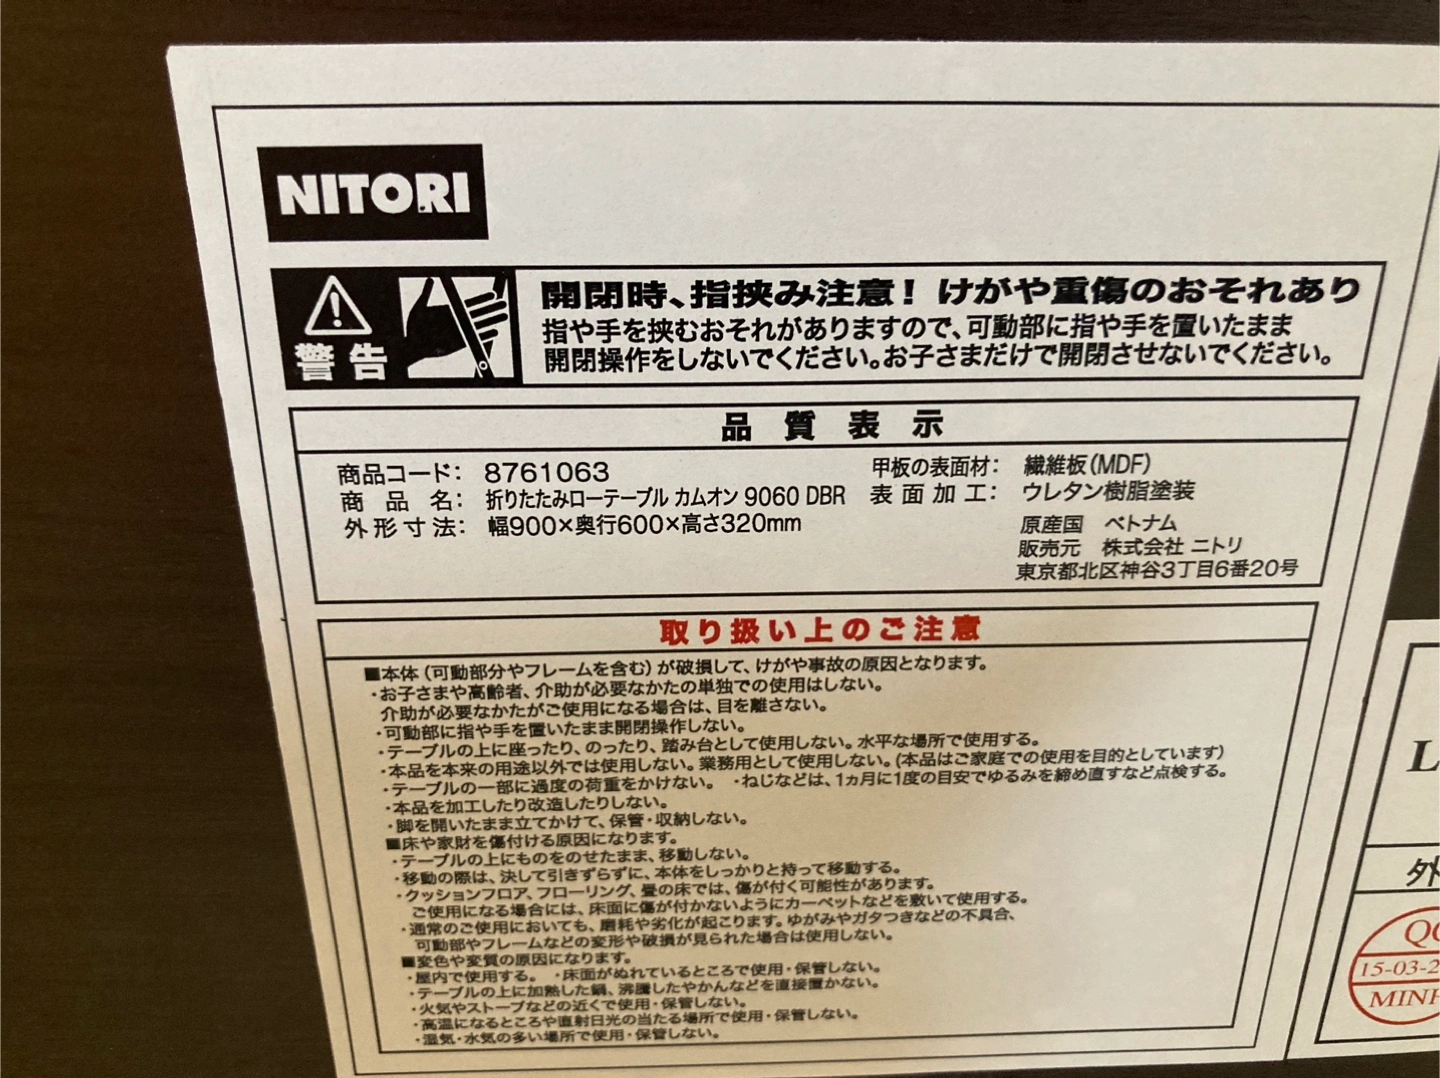 NITORI
警告
開閉時、指挟み注意！けがや重傷のおそれあり
指や手を挟むおそれがありますので、可動部に指や手を置いたまま
開閉操作をしないでください。お子さまだけで開閉させないでください。
品質表示
商品コード： 8761063
商品名： 折りたたみローテーブル カムオン 9060 DBR
外形寸法： 幅900×奥行600×高さ320mm
甲板の表面材： 繊維板(MDF)
表面加工： ウレタン樹脂塗装
原産国 ベトナム
販売元 株式会社 ニトリ
東京都北区神谷3丁目6番20号
取り扱い上のご注意
■本体（可動部分やフレームを含む）が破損して、けがや事故の原因となります。
・お子さまや高齢者、介助が必要なかたの単独での使用はしない。
介助が必要なかたがご使用になる場合は、目を離さない。
・可動部に指や手を置いたまま開閉操作しない。
・テーブルの上に座ったり、のったり、踏み台として使用しない。水平な場所で使用する。
・本品を本来の用途以外では使用しない。業務用として使用しない。(本品はご家庭での使用を目的としています)
・テーブルの一部に過度の荷重をかけない。 ・ねじなどは、1ヵ月に1度の目安でゆるみを締め直すなど点検する。
・本品を加工したり改造したりしない。
・脚を開いたまま立てかけて、保管・収納しない。
■床や家財を傷付ける原因になります。
・テーブルの上にものをのせたまま、移動しない。
・移動の際は、決して引きずらずに、本体をしっかりと持って移動する。
・クッションフロア、フローリング、畳の床では、傷が付く可能性があります。
ご使用になる場合には、床面に傷が付かないようにカーペットなどを敷いて使用する。
・通常のご使用においても、磨耗や劣化が起こります。ゆがみやガタつきなどの不具合、
可動部やフレームなどの変形や破損が見られた場合は使用しない。
■変色や変質の原因になります。
・屋内で使用する。 ・床面がぬれているところで使用・保管しない。
・テーブルの上に加熱した鍋、沸騰したやかんなどを直接置かない。
・火気やストーブなどの近くで使用・保管しない。
・高温になるところや直射日光の当たる場所で使用・保管しない。
・湿気・水気の多い場所で使用・保管しない。
L
外
QC
15-03-2
MINH